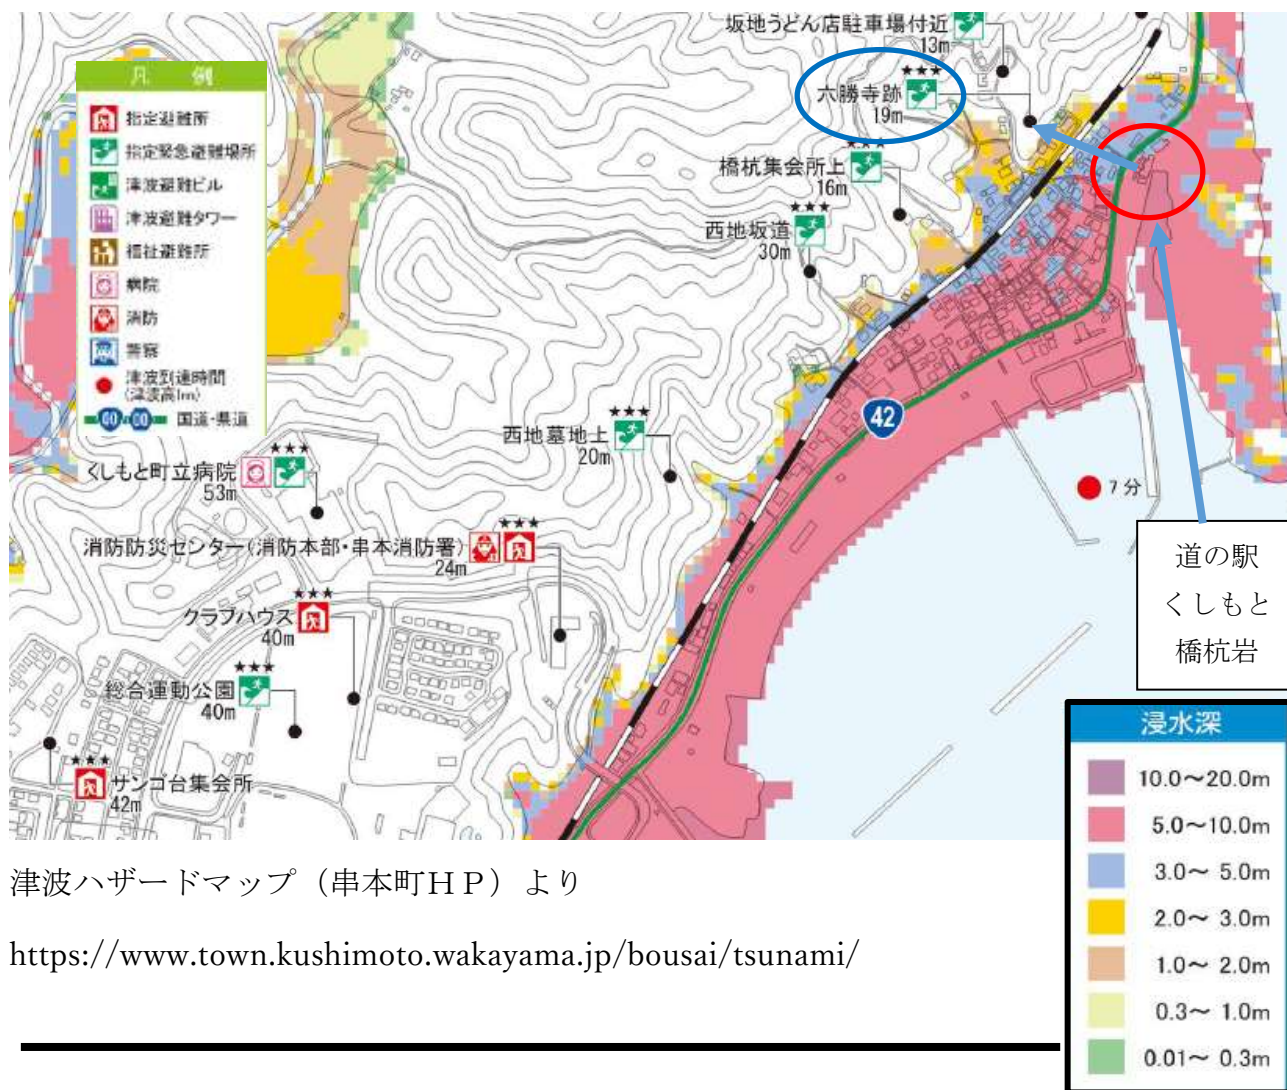 坂地うどん店駐車場付近
13m
凡 例
指定避難所
指定緊急避難場所
津波避難ビル
津波避難タワー
福祉避難所
病院
消防
警察
津波到達時間
(津波高1m)
国道・県道
★★★
六勝寺跡
19m
★★★
橋杭集会所上
16m
★★★
西地坂道
30m
42
★★★
西地墓地上
20m
7分
★★★
くしもと町立病院
53m
★★★
消防防災センター(消防本部・串本消防署)
24m
★★★
クラブハウス
40m
★★★
総合運動公園
40m
★★★
サンゴ台集会所
42m
道の駅
くしもと
橋杭岩
浸水深
10.0～20.0m
5.0～10.0m
3.0～ 5.0m
2.0～ 3.0m
1.0～ 2.0m
0.3～ 1.0m
0.01～ 0.3m
津波ハザードマップ（串本町ＨＰ）より
https://www.town.kushimoto.wakayama.jp/bousai/tsunami/